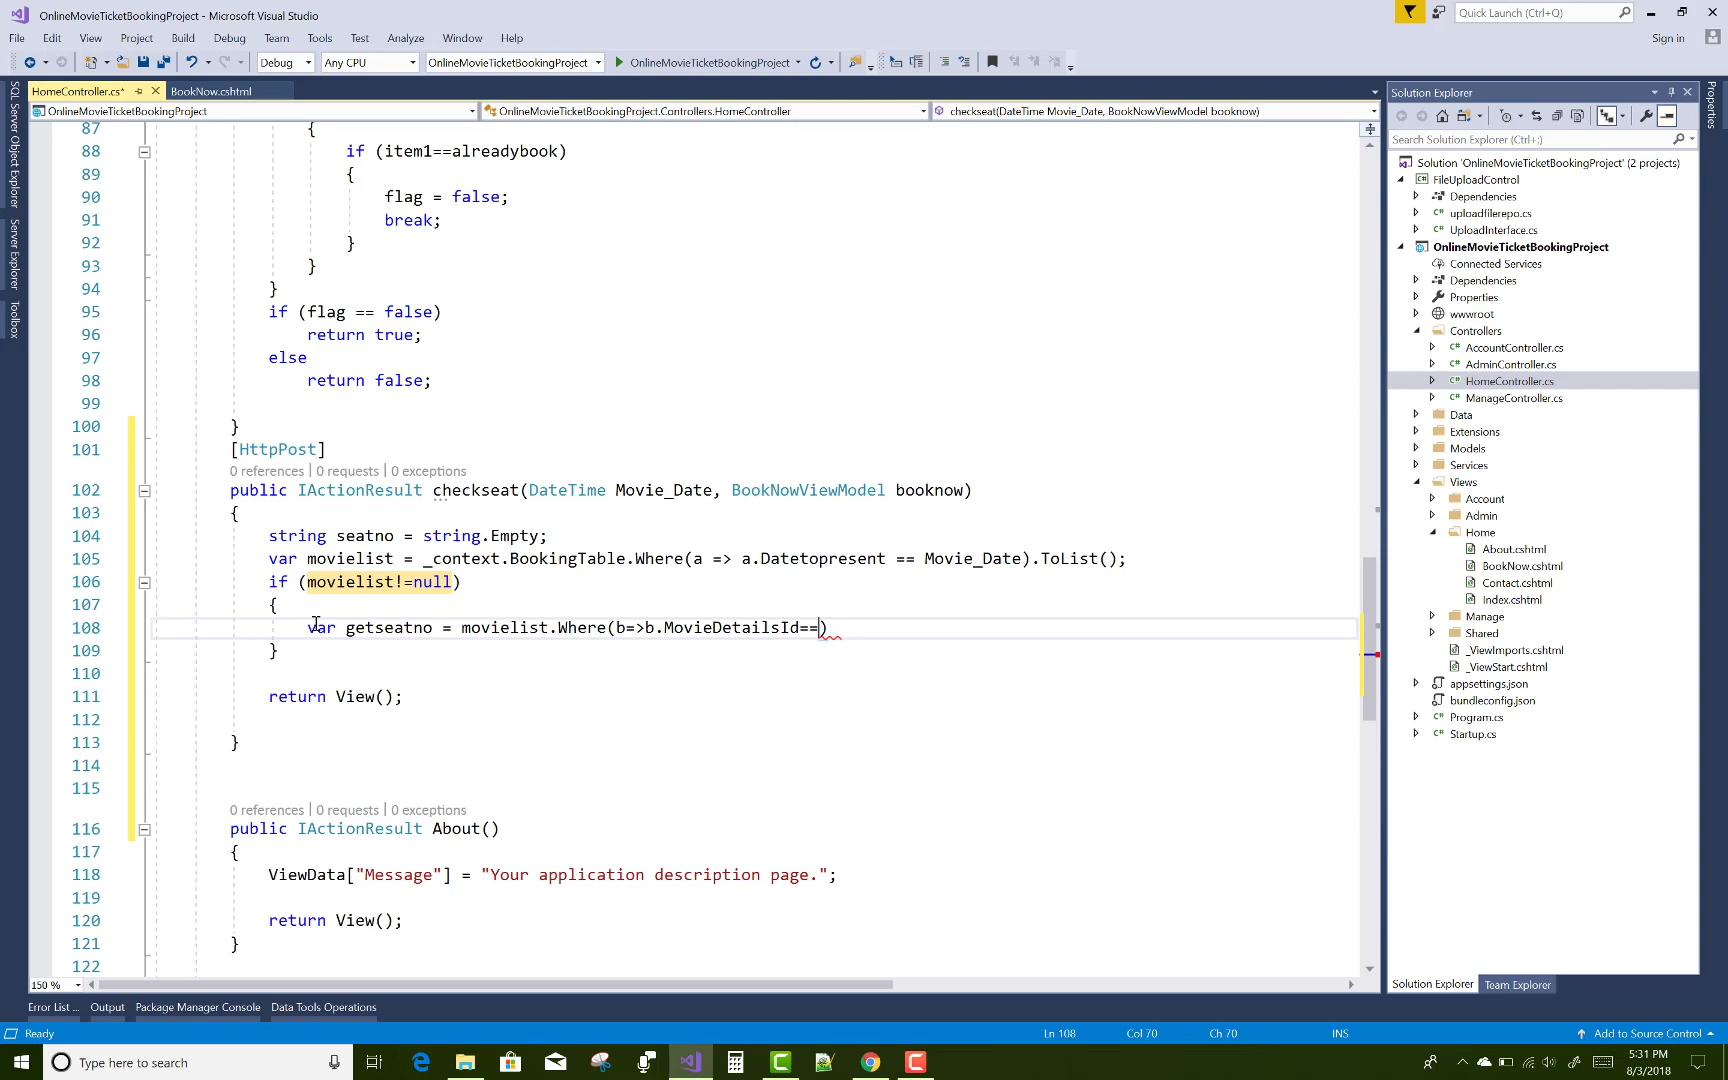 OnlineMovieTicketBookingProject - Microsoft Visual Studio
Quick Launch (Ctrl+Q)
File Edit View Project Build Debug Team Tools Test Analyze Window Help
Sign in
Debug Any CPU OnlineMovieTicketBookingProject OnlineMovieTicketBookingProject
HomeController.cs* BookNow.cshtml
OnlineMovieTicketBookingProject OnlineMovieTicketBookingProject.Controllers.HomeController checkseat(DateTime Movie_Date, BookNowViewModel booknow)
SQL Server Object Explorer
Server Explorer
Toolbox
87 {
88 if (item1==alreadybook)
89 {
90 flag = false;
91 break;
92 }
93 }
94 }
95 if (flag == false)
96 return true;
97 else
98 return false;
99
100 }
101 [HttpPost]
0 references | 0 requests | 0 exceptions
102 public IActionResult checkseat(DateTime Movie_Date, BookNowViewModel booknow)
103 {
104 string seatno = string.Empty;
105 var movielist = _context.BookingTable.Where(a => a.Datetopresent == Movie_Date).ToList();
106 if (movielist!=null)
107 {
108 var getseatno = movielist.Where(b=>b.MovieDetailsId==)
109 }
110
111 return View();
112
113 }
114
115
0 references | 0 requests | 0 exceptions
116 public IActionResult About()
117 {
118 ViewData["Message"] = "Your application description page.";
119
120 return View();
121 }
122
150 %
Solution Explorer
Search Solution Explorer (Ctrl+;)
Solution 'OnlineMovieTicketBookingProject' (2 projects)
FileUploadControl
Dependencies
C# uploadfilerepo.cs
C# UploadInterface.cs
OnlineMovieTicketBookingProject
Connected Services
Dependencies
Properties
wwwroot
Controllers
C# AccountController.cs
C# AdminController.cs
C# HomeController.cs
C# ManageController.cs
Data
Extensions
Models
Services
Views
Account
Admin
Home
About.cshtml
BookNow.cshtml
Contact.cshtml
Index.cshtml
Manage
Shared
_ViewImports.cshtml
_ViewStart.cshtml
appsettings.json
bundleconfig.json
C# Program.cs
C# Startup.cs
Solution Explorer Team Explorer
Properties
Error List ... Output Package Manager Console Data Tools Operations
Ready Ln 108 Col 70 Ch 70 INS Add to Source Control
Type here to search
5:31 PM
8/3/2018